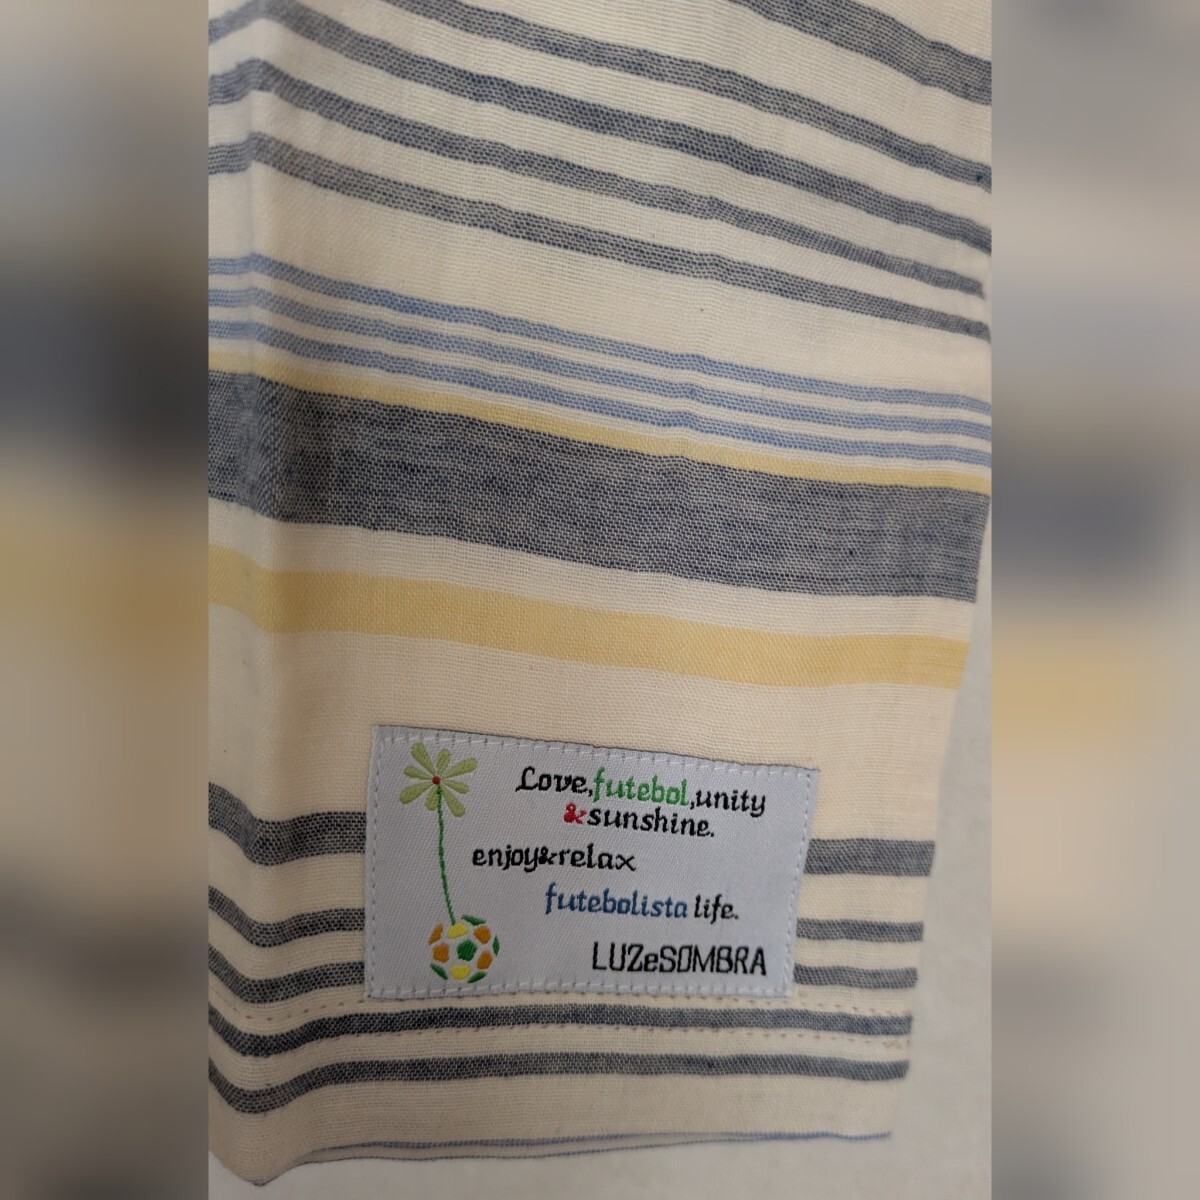 Love,futebol,unity
&sunshine.
enjoy&relax
futebolista life.
LUZeSOMBRA